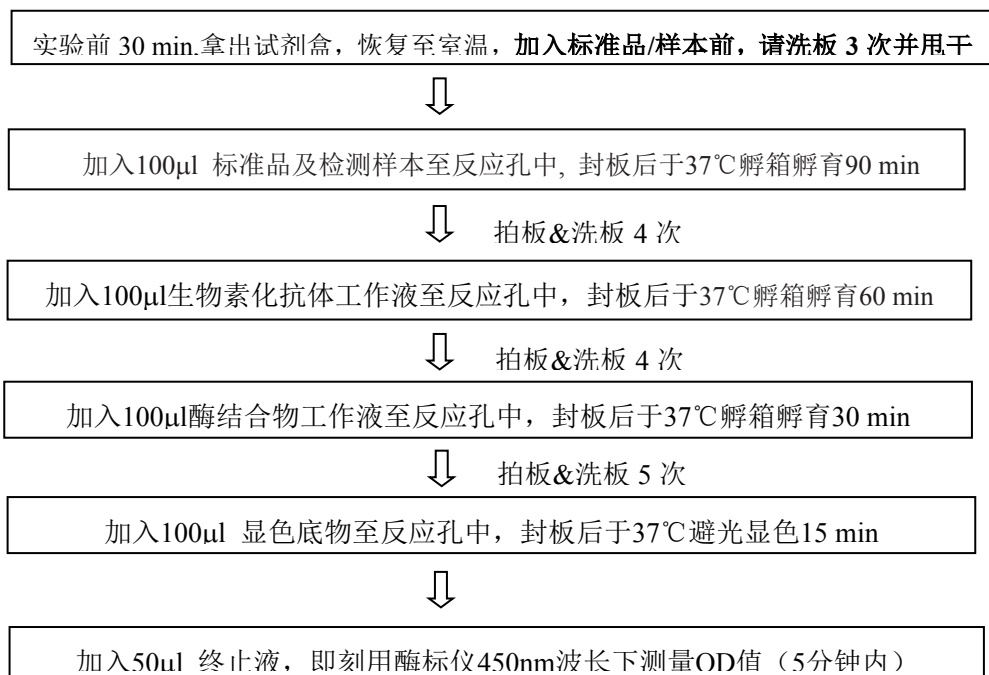 实验前 30 min.拿出试剂盒，恢复至室温，加入标准品/样本前，请洗板 3 次并甩干
加入100μl 标准品及检测样本至反应孔中, 封板后于37℃孵箱孵育90 min
拍板&洗板 4 次
加入100μl生物素化抗体工作液至反应孔中，封板后于37℃孵箱孵育60 min
拍板&洗板 4 次
加入100μl酶结合物工作液至反应孔中，封板后于37℃孵箱孵育30 min
拍板&洗板 5 次
加入100μl 显色底物至反应孔中，封板后于37℃避光显色15 min
加入50μl 终止液，即刻用酶标仪450nm波长下测量OD值（5分钟内）